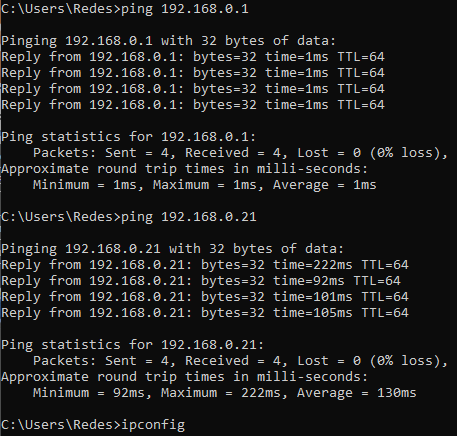 C:\Users\Redes>ping 192.168.0.1
Pinging 192.168.0.1 with 32 bytes of data:
Reply from 192.168.0.1: bytes=32 time=1ms TTL=64
Reply from 192.168.0.1: bytes=32 time=1ms TTL=64
Reply from 192.168.0.1: bytes=32 time=1ms TTL=64
Reply from 192.168.0.1: bytes=32 time=1ms TTL=64
Ping statistics for 192.168.0.1:
    Packets: Sent = 4, Received = 4, Lost = 0 (0% loss),
Approximate round trip times in milli-seconds:
    Minimum = 1ms, Maximum = 1ms, Average = 1ms
C:\Users\Redes>ping 192.168.0.21
Pinging 192.168.0.21 with 32 bytes of data:
Reply from 192.168.0.21: bytes=32 time=222ms TTL=64
Reply from 192.168.0.21: bytes=32 time=92ms TTL=64
Reply from 192.168.0.21: bytes=32 time=101ms TTL=64
Reply from 192.168.0.21: bytes=32 time=105ms TTL=64
Ping statistics for 192.168.0.21:
    Packets: Sent = 4, Received = 4, Lost = 0 (0% loss),
Approximate round trip times in milli-seconds:
    Minimum = 92ms, Maximum = 222ms, Average = 130ms
C:\Users\Redes>ipconfig